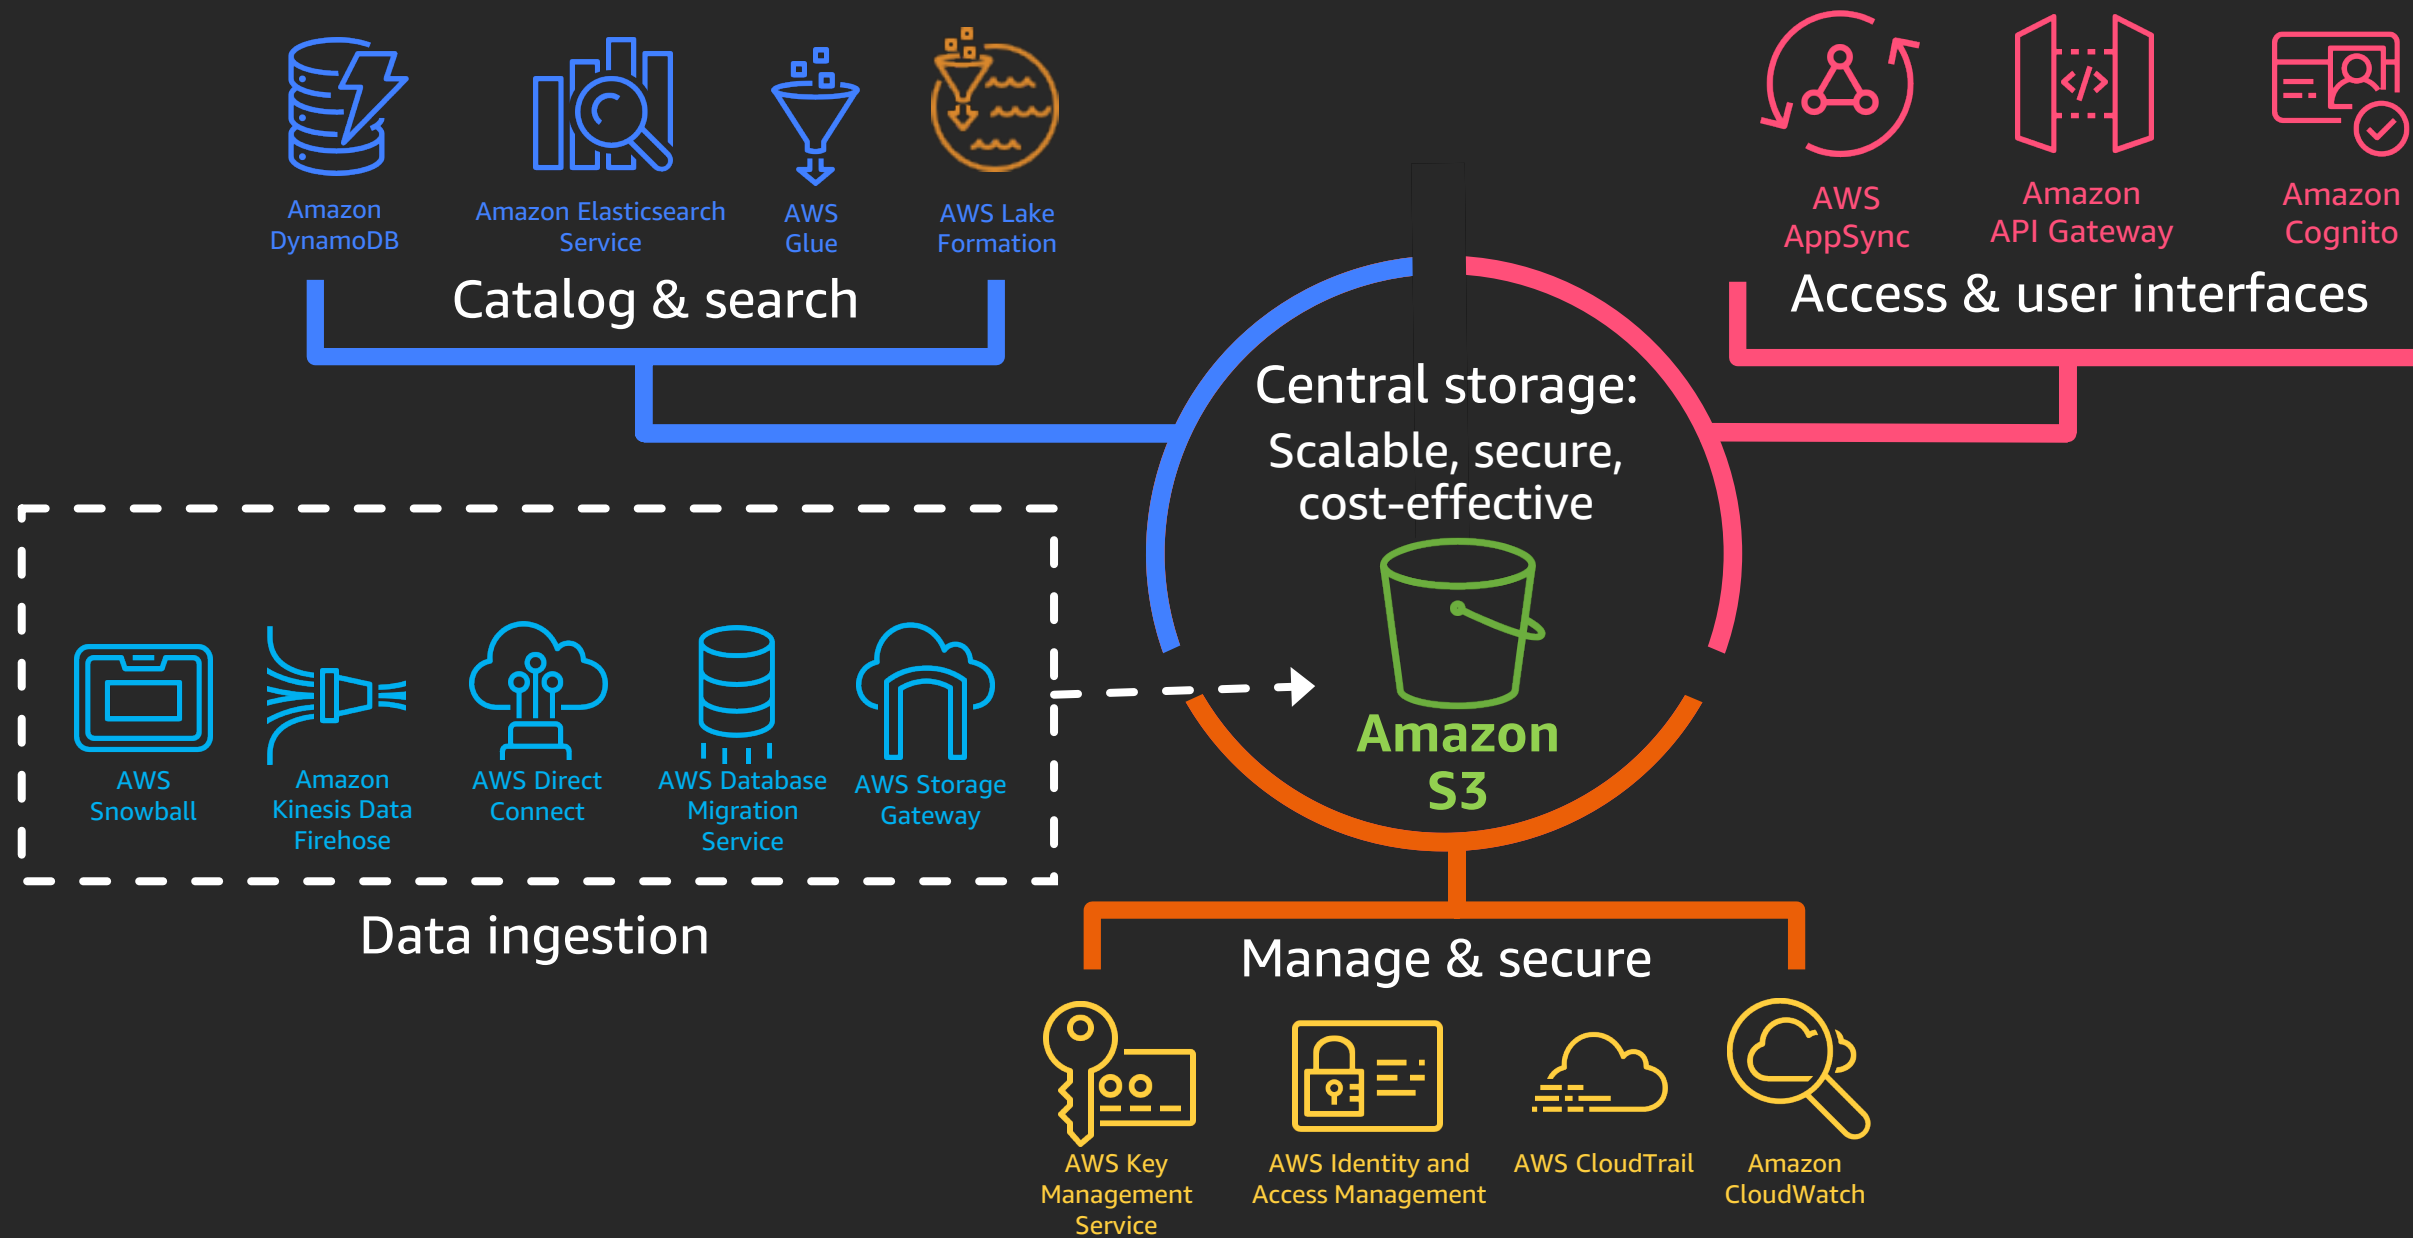 Amazon
DynamoDB
Amazon Elasticsearch
Service
AWS
Glue
AWS Lake
Formation
Catalog & search
AWS
AppSync
Amazon
API Gateway
Amazon
Cognito
Access & user interfaces
Central storage:
Scalable, secure,
cost-effective
Amazon
S3
AWS
Snowball
Amazon
Kinesis Data
Firehose
AWS Direct
Connect
AWS Database
Migration
Service
AWS Storage
Gateway
Data ingestion
Manage & secure
AWS Key
Management
Service
AWS Identity and
Access Management
AWS CloudTrail
Amazon
CloudWatch